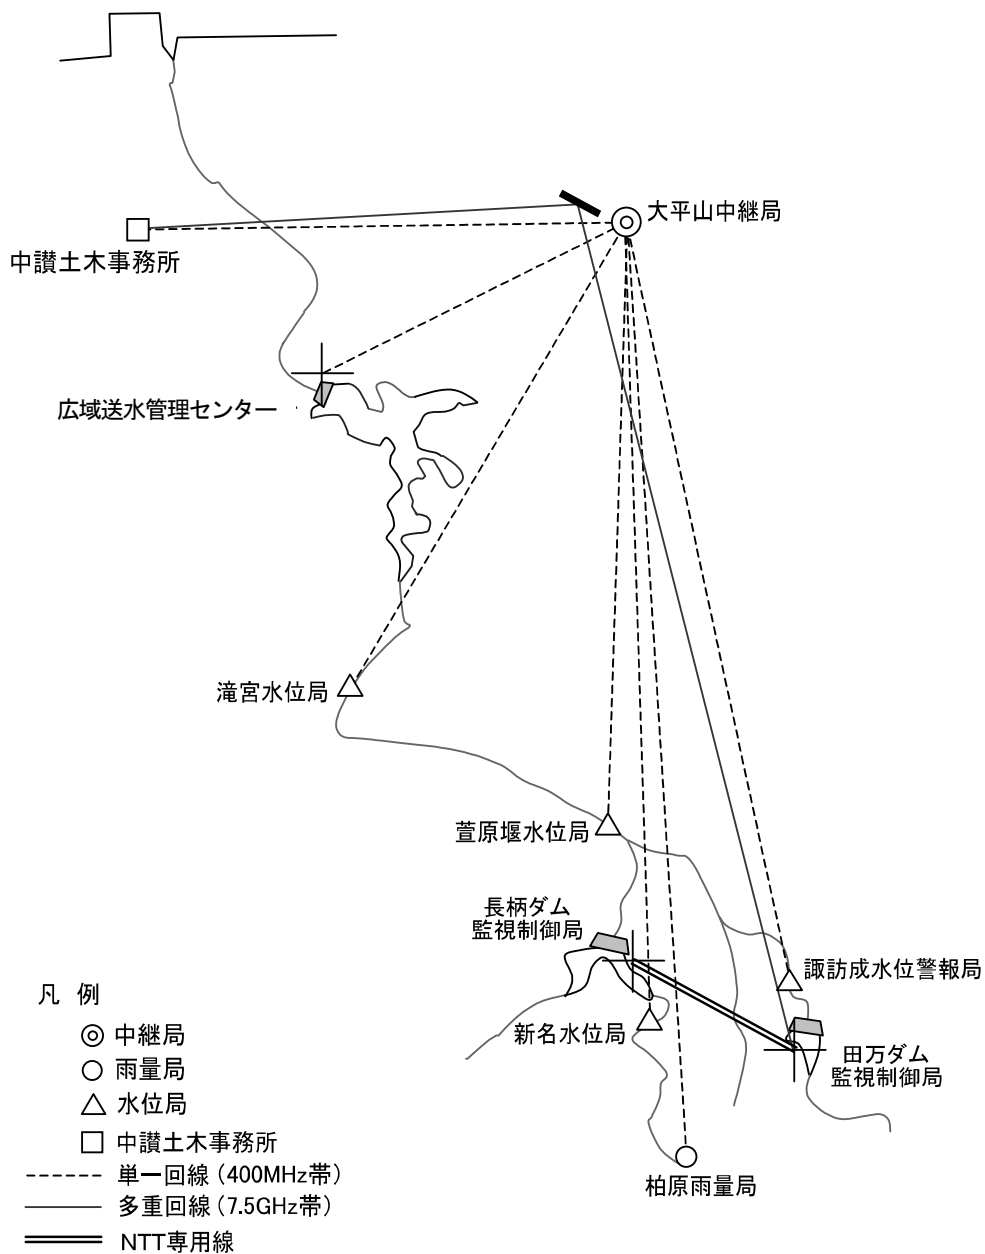 大平山中継局
中讃土木事務所
広域送水管理センター
滝宮水位局
萱原堰水位局
長柄ダム
監視制御局
諏訪成水位警報局
新名水位局
田万ダム
監視制御局
柏原雨量局
凡 例
中継局
雨量局
水位局
中讃土木事務所
単一回線（400MHz帯）
多重回線（7.5GHz帯）
NTT専用線